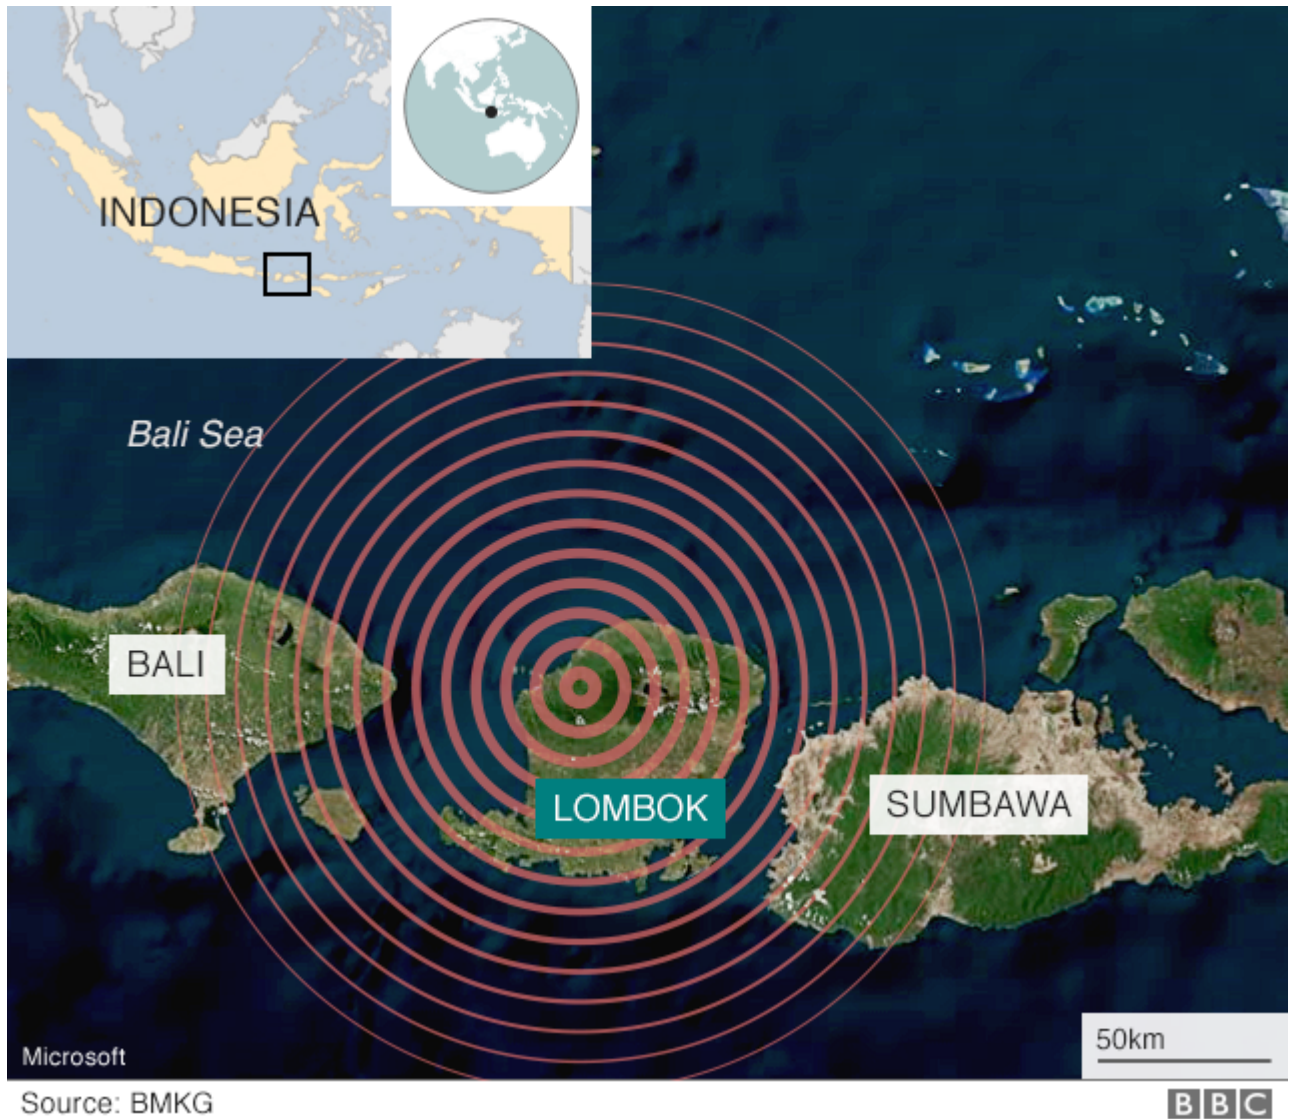 INDONESIA
Bali Sea
BALI
LOMBOK
SUMBAWA
50km
Microsoft
Source: BMKG
BBC